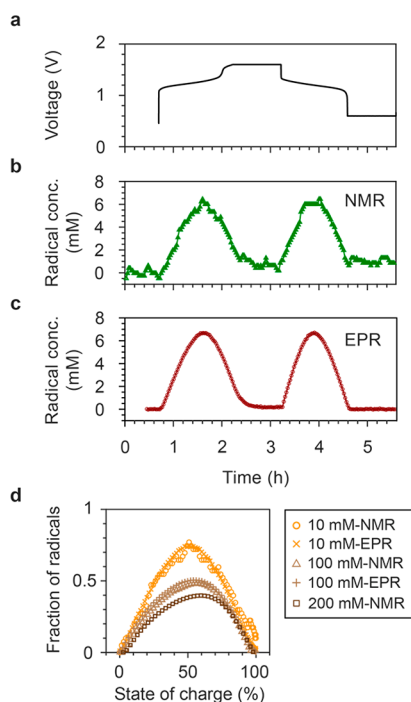 a
2
1
0
Voltage (V)
b
8
6
4
2
0
Radical conc.
(mM)
NMR
c
8
6
4
2
0
Radical conc.
(mM)
EPR
0 1 2 3 4 5
Time (h)
d
1
0.5
0
Fraction of radicals
0 50 100
State of charge (%)
10 mM-NMR
10 mM-EPR
100 mM-NMR
100 mM-EPR
200 mM-NMR